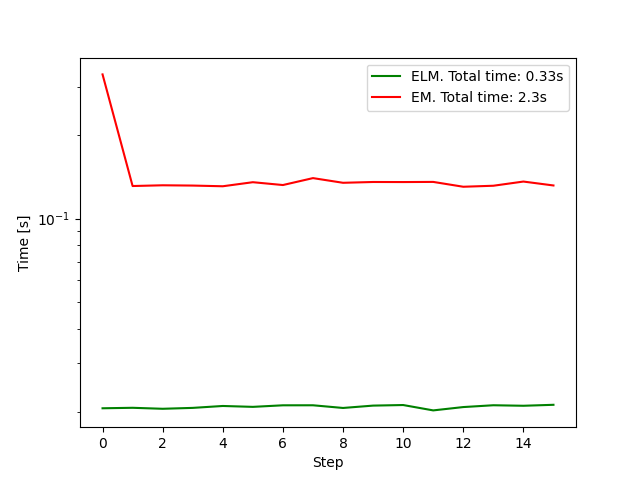 ELM. Total time: 0.33s
EM. Total time: 2.3s
Time [s]
10⁻¹
0 2 4 6 8 10 12 14
Step